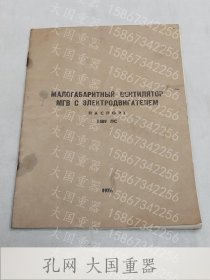 МАЛОГАБАРИТНЫЙ ВЕНТИЛЯТОР
МГВ С ЭЛЕКТРОДВИГАТЕЛЕМ
ПАСПОРТ
大国重器 15867342256
孔网 大国重器